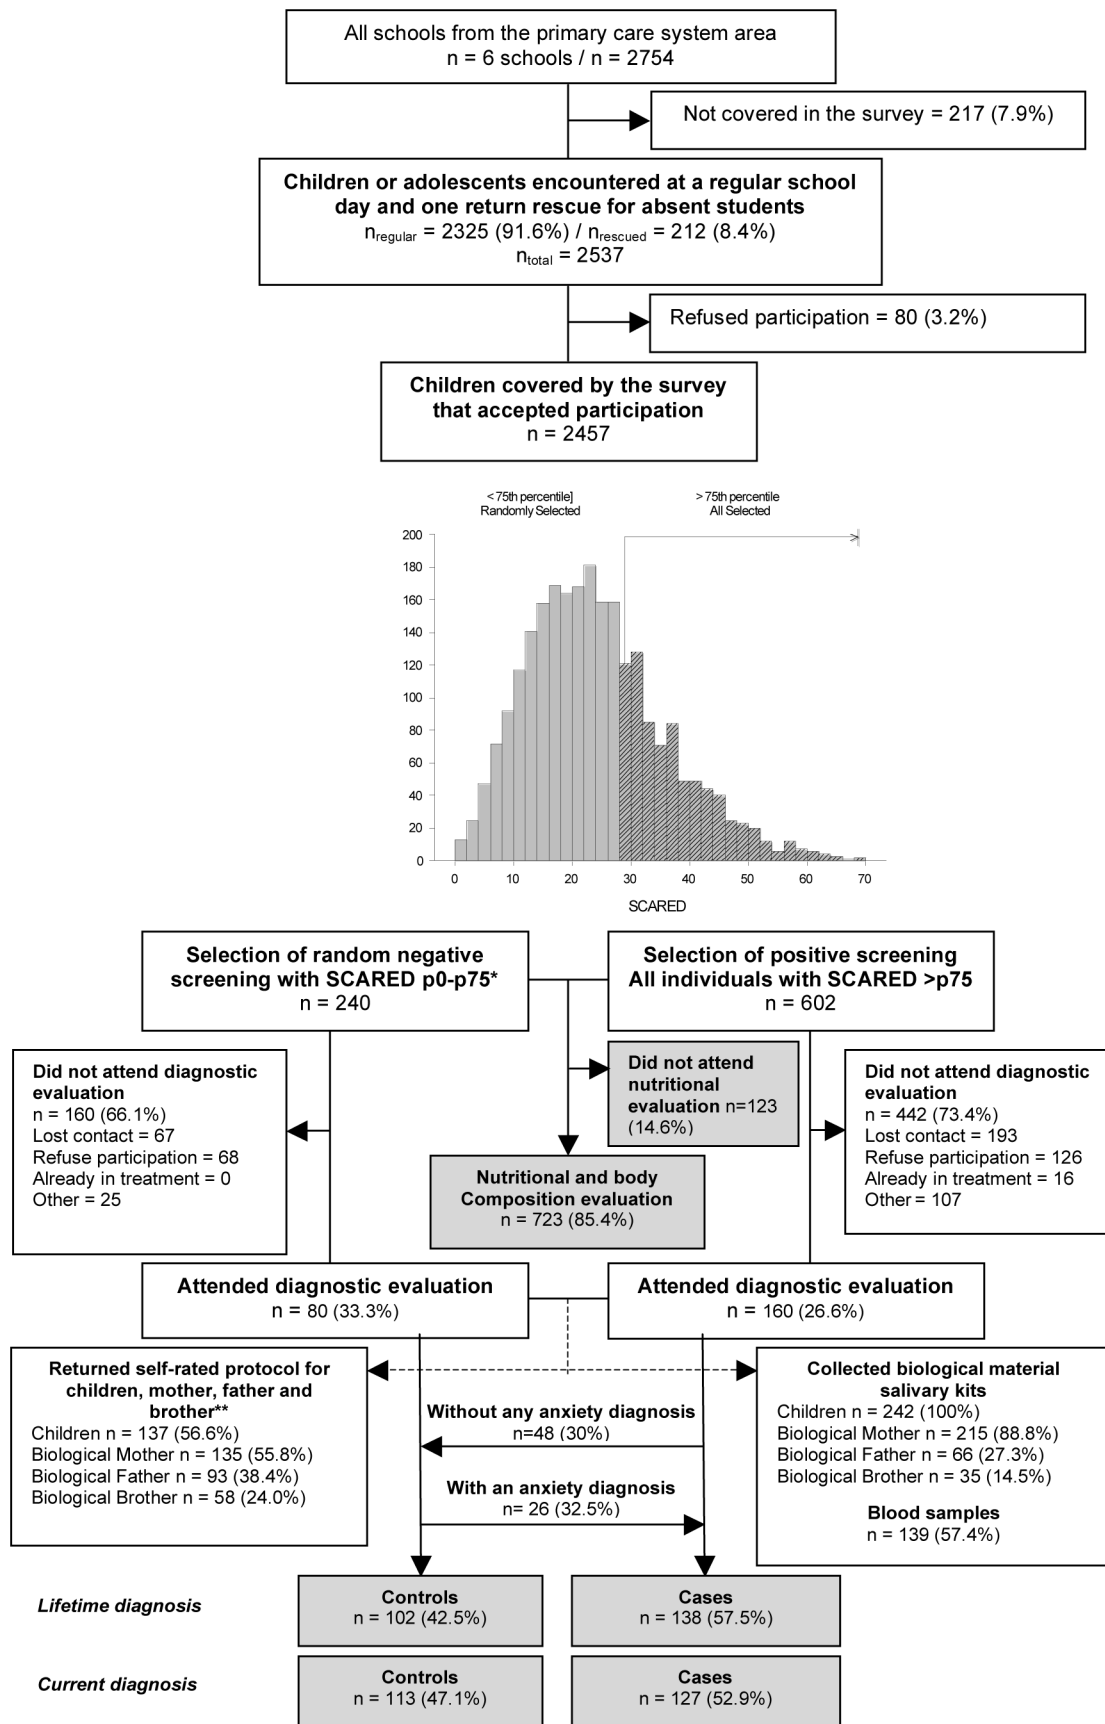 All schools from the primary care system area
n = 6 schools / n = 2754
Not covered in the survey = 217 (7.9%)
Children or adolescents encountered at a regular school
day and one return rescue for absent students
nregular = 2325 (91.6%) / nrescued = 212 (8.4%)
ntotal = 2537
Refused participation = 80 (3.2%)
Children covered by the survey
that accepted participation
n = 2457
< 75th percentile]
Randomly Selected
> 75th percentile
All Selected
200
180
160
140
120
100
80
60
40
20
0
0 10 20 30 40 50 60 70
SCARED
Selection of random negative
screening with SCARED p0-p75*
n = 240
Selection of positive screening
All individuals with SCARED >p75
n = 602
Did not attend diagnostic
evaluation
n = 160 (66.1%)
Lost contact = 67
Refuse participation = 68
Already in treatment = 0
Other = 25
Did not attend
nutritional
evaluation n=123
(14.6%)
Did not attend diagnostic
evaluation
n = 442 (73.4%)
Lost contact = 193
Refuse participation = 126
Already in treatment = 16
Other = 107
Nutritional and body
Composition evaluation
n = 723 (85.4%)
Attended diagnostic evaluation
n = 80 (33.3%)
Attended diagnostic evaluation
n = 160 (26.6%)
Returned self-rated protocol for
children, mother, father and
brother**
Children n = 137 (56.6%)
Biological Mother n = 135 (55.8%)
Biological Father n = 93 (38.4%)
Biological Brother n = 58 (24.0%)
Without any anxiety diagnosis
n=48 (30%)
With an anxiety diagnosis
n= 26 (32.5%)
Collected biological material
salivary kits
Children n = 242 (100%)
Biological Mother n = 215 (88.8%)
Biological Father n = 66 (27.3%)
Biological Brother n = 35 (14.5%)
Blood samples
n = 139 (57.4%)
Lifetime diagnosis
Controls
n = 102 (42.5%)
Cases
n = 138 (57.5%)
Current diagnosis
Controls
n = 113 (47.1%)
Cases
n = 127 (52.9%)